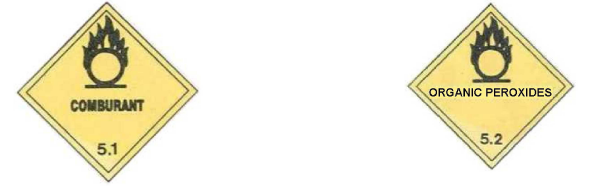 COMBURANT
5.1
ORGANIC PEROXIDES
5.2